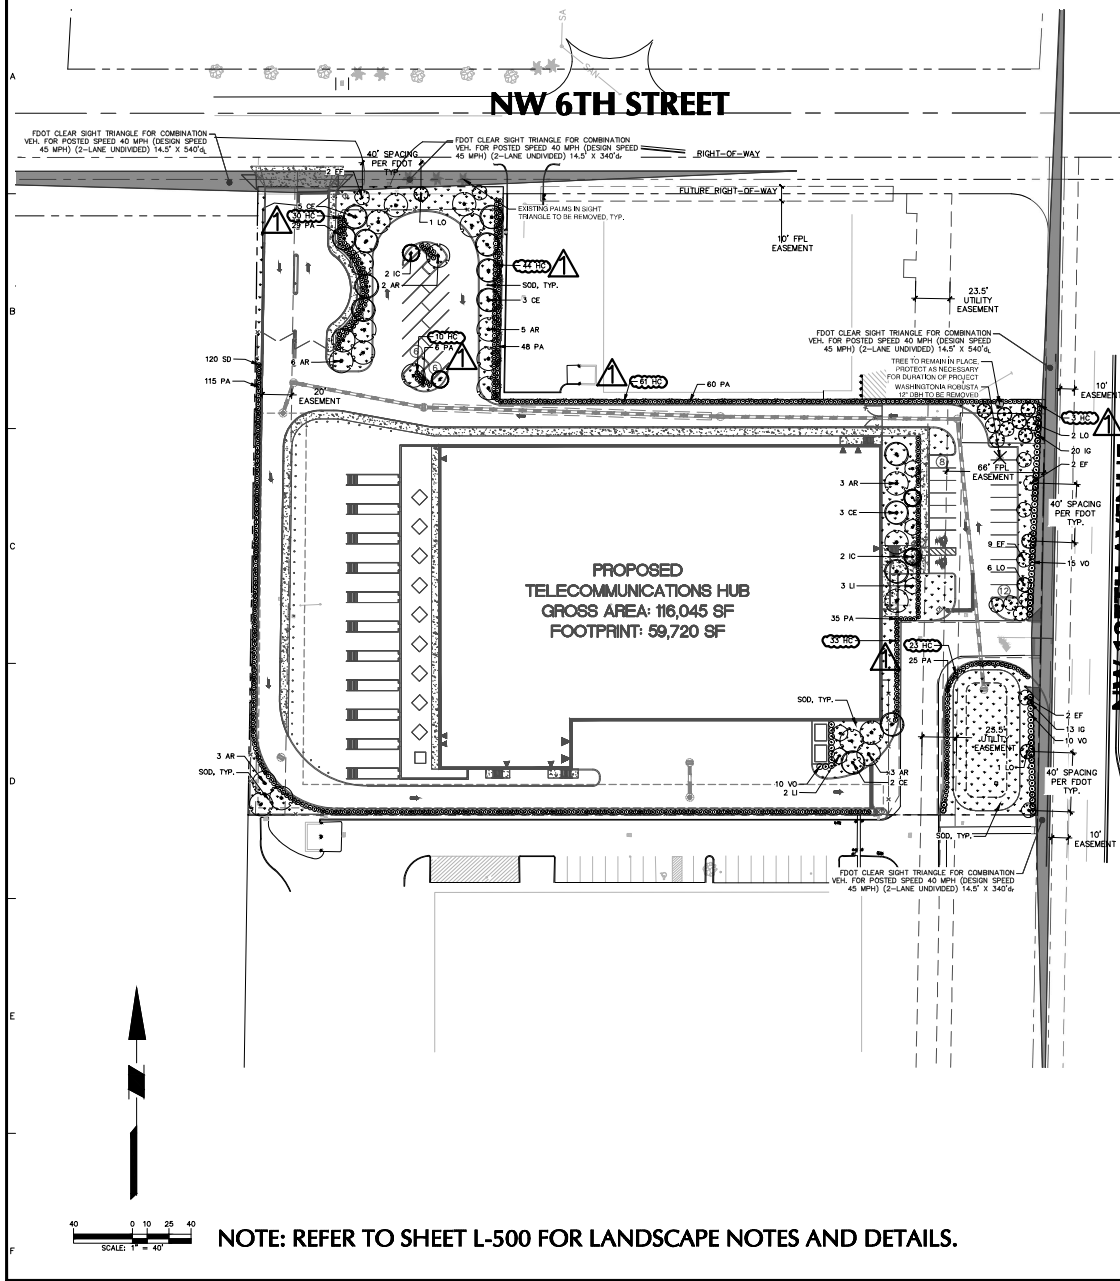 SA
SAN
A
NW 6TH STREET
FDOT CLEAR SIGHT TRIANGLE FOR COMBINATION
VEH. FOR POSTED SPEED 40 MPH (DESIGN SPEED
45 MPH) (2-LANE UNDIVIDED) 14.5' X 540'dL
40' SPACING
PER FDOT
TYP.
FDOT CLEAR SIGHT TRIANGLE FOR COMBINATION
VEH. FOR POSTED SPEED 40 MPH (DESIGN SPEED
45 MPH) (2-LANE UNDIVIDED) 14.5' X 340'dr
RIGHT-OF-WAY
2 EF
FUTURE RIGHT-OF-WAY
30 HC
29 PA
1
1 LO
EXISTING PALMS IN SIGHT
TRIANGLE TO BE REMOVED, TYP.
10' FPL
EASEMENT
2 IC
2 AR
44 HC
1
SOD, TYP.
3 CE
23.5'
UTILITY
EASEMENT
B
5 AR
48 PA
10 HC
6 PA
1
6
6
FDOT CLEAR SIGHT TRIANGLE FOR COMBINATION
VEH. FOR POSTED SPEED 40 MPH (DESIGN SPEED
45 MPH) (2-LANE UNDIVIDED) 14.5' X 540'dL
120 SD
6 AR
115 PA
TREE TO REMAIN IN PLACE,
PROTECT AS NECESSARY
FOR DURATION OF PROJECT
WASHINGTONIA ROBUSTA
12" DBH TO BE REMOVED
1
61 HC
60 PA
20'
EASEMENT
10'
EASEMENT
3 HC
1
2 LO
20 IG
2 EF
8
66' FPL
EASEMENT
3 AR
3 CE
40' SPACING
PER FDOT
TYP.
C
2 IC
9 EF
15 VO
6 LO
3 LI
12
35 PA
PROPOSED
TELECOMMUNICATIONS HUB
GROSS AREA: 116,045 SF
FOOTPRINT: 59,720 SF
33 HC
1
23 HC
25 PA
SOD, TYP.
2 EF
13 IG
10 VO
23.5'
UTILITY
EASEMENT
3 AR
SOD, TYP.
D
10 VO
2 LI
3 AR
2 CE
40' SPACING
PER FDOT
TYP.
SOD, TYP.
10'
EASEMENT
FDOT CLEAR SIGHT TRIANGLE FOR COMBINATION
VEH. FOR POSTED SPEED 40 MPH (DESIGN SPEED
45 MPH) (2-LANE UNDIVIDED) 14.5' X 340'dr
E
40 0 10 25 40
SCALE: 1" = 40'
NOTE: REFER TO SHEET L-500 FOR LANDSCAPE NOTES AND DETAILS.
F